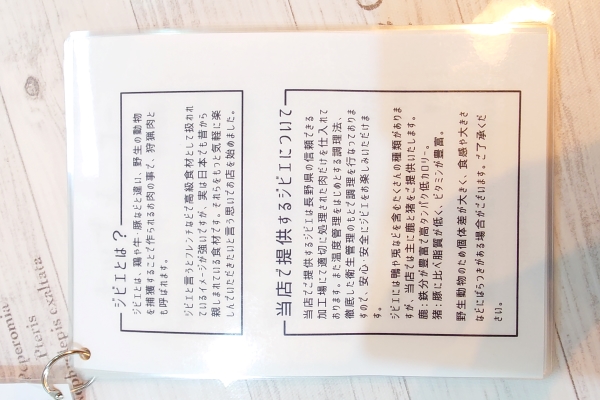 ジビエとは？
ジビエとは、鶏や牛、豚などと違い、野生の動物
を捕獲することで作られるお肉の事で、狩猟肉と
も呼ばれます。
ジビエと言うとフレンチなどで高級食材として扱われ
ているイメージが強いですが、実は日本でも昔から
親しまれている食材です。それらをもっと気軽に楽
しんでいただきたいと言う思いでお店を始めました。
当店で提供するジビエについて
当店でご提供するジビエは長野県の信頼できる
加工場にて適切に処理された肉だけを仕入れて
おります。また温度管理をはじめとする調理法、
徹底した衛生管理のもとで調理を行なっておりま
すので、安心・安全にジビエをお楽しみいただけま
す。
ジビエには鴨や兎などを含むたくさんの種類がありま
すが、当店では主に鹿と猪をご提供いたします。
鹿：鉄分が豊富で高タンパク低カロリー。
猪：豚に比べ脂質が低く、ビタミンが豊富。
野生動物のため個体差が大きく、食感や大きさ
などにばらつきがある場合がございます。ご了承くだ
さい。
Peperomia
Pteris